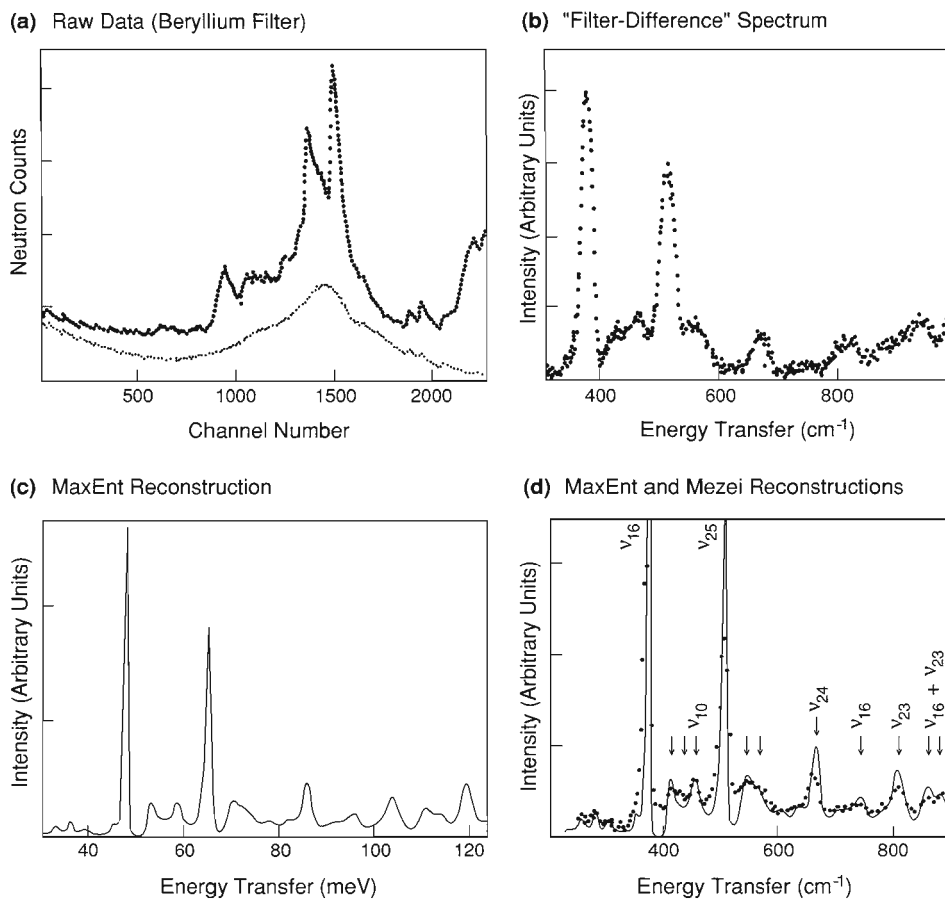 (a) Raw Data (Beryllium Filter)
Neutron Counts
500 1000 1500 2000
Channel Number
(b) "Filter-Difference" Spectrum
Intensity (Arbitrary Units)
400 600 800
Energy Transfer (cm⁻¹)
(c) MaxEnt Reconstruction
Intensity (Arbitrary Units)
40 60 80 100 120
Energy Transfer (meV)
(d) MaxEnt and Mezei Reconstructions
Intensity (Arbitrary Units)
ν₁₆
ν₁₀
ν₂₅
ν₂₄
ν₁₆
ν₂₃
ν₁₆ + ν₂₃
400 600 800
Energy Transfer (cm⁻¹)